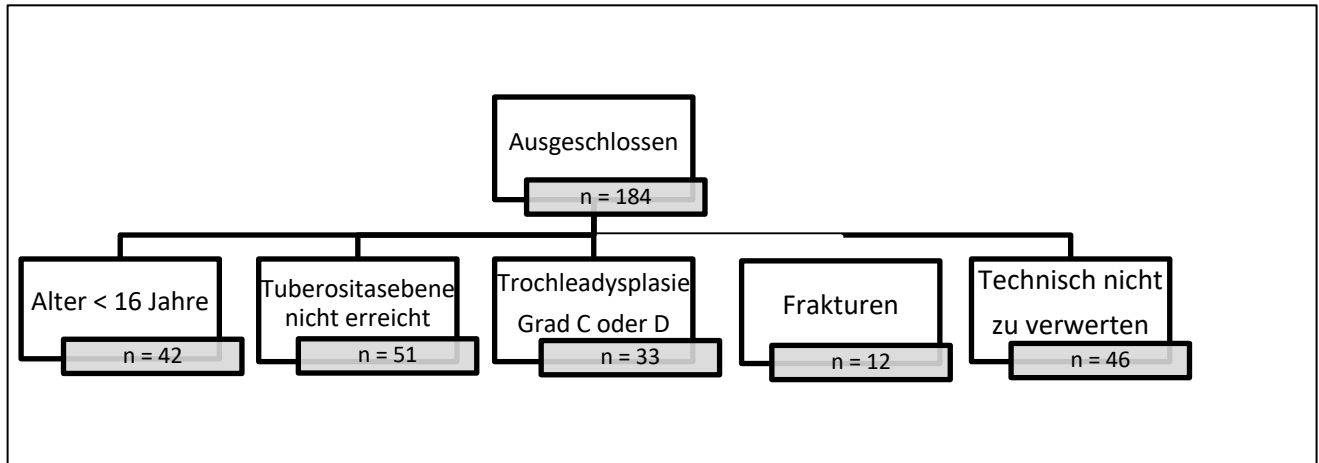 Ausgeschlossen
n = 184
Alter < 16 Jahre
n = 42
Tuberositasebene
nicht erreicht
n = 51
Trochleadysplasie
Grad C oder D
n = 33
Frakturen
n = 12
Technisch nicht
zu verwerten
n = 46